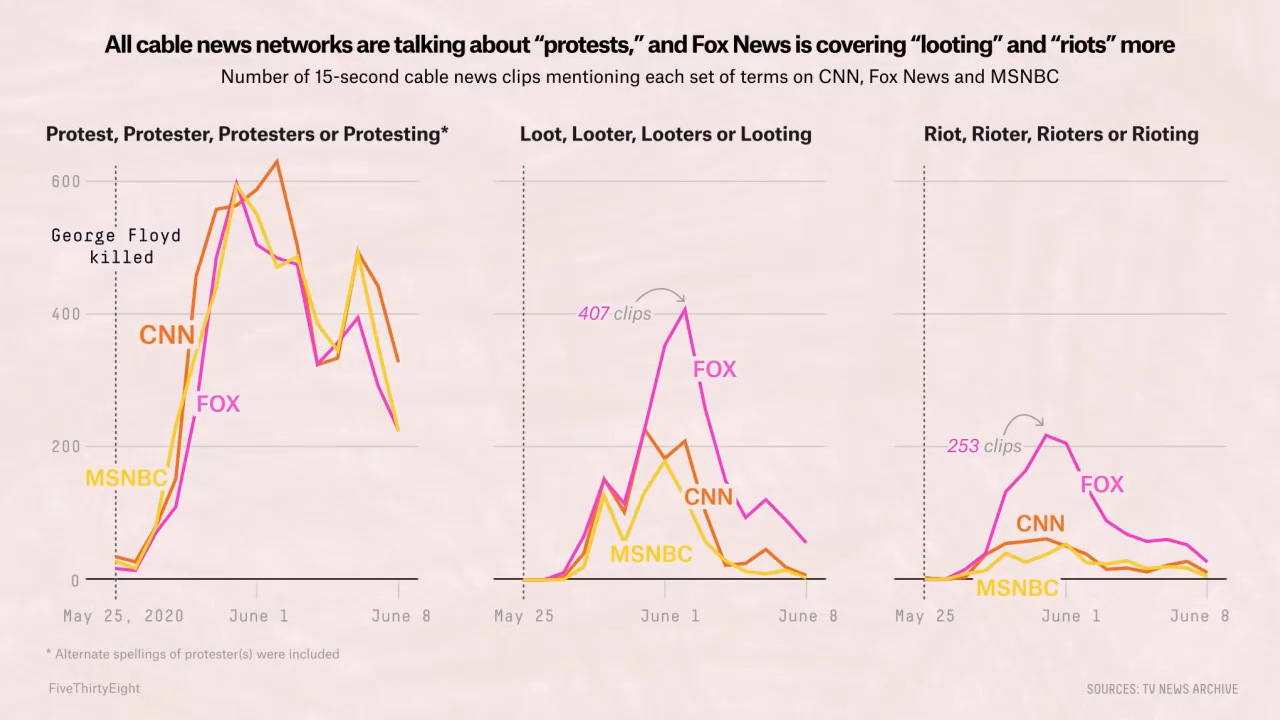 All cable news networks are talking about “protests,” and Fox News is covering “looting” and “riots” more
Number of 15-second cable news clips mentioning each set of terms on CNN, Fox News and MSNBC
Protest, Protester, Protesters or Protesting*
600
George Floyd
killed
400
CNN
FOX
200
MSNBC
0
May 25, 2020
June 1
June 8
Loot, Looter, Looters or Looting
407 clips
FOX
CNN
MSNBC
May 25
June 1
June 8
Riot, Rioter, Rioters or Rioting
253 clips
FOX
CNN
MSNBC
May 25
June 1
June 8
* Alternate spellings of protester(s) were included
FiveThirtyEight
SOURCES: TV NEWS ARCHIVE